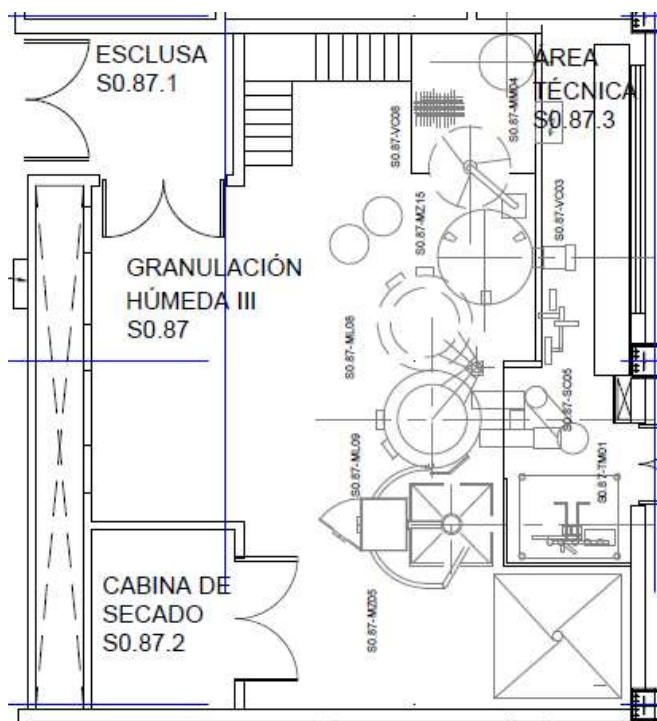 ESCLUSA
S0.87.1
ÁREA
TÉCNICA
S0.87.3
S0.87-VC08
S0.87-MM04
S0.87-MZ15
S0.87-VC03
GRANULACIÓN
HÚMEDA III
S0.87
S0.87-ML08
S0.87-SC05
S0.87-ML09
S0.87-TM01
CABINA DE
SECADO
S0.87.2
S0.87-MZ05